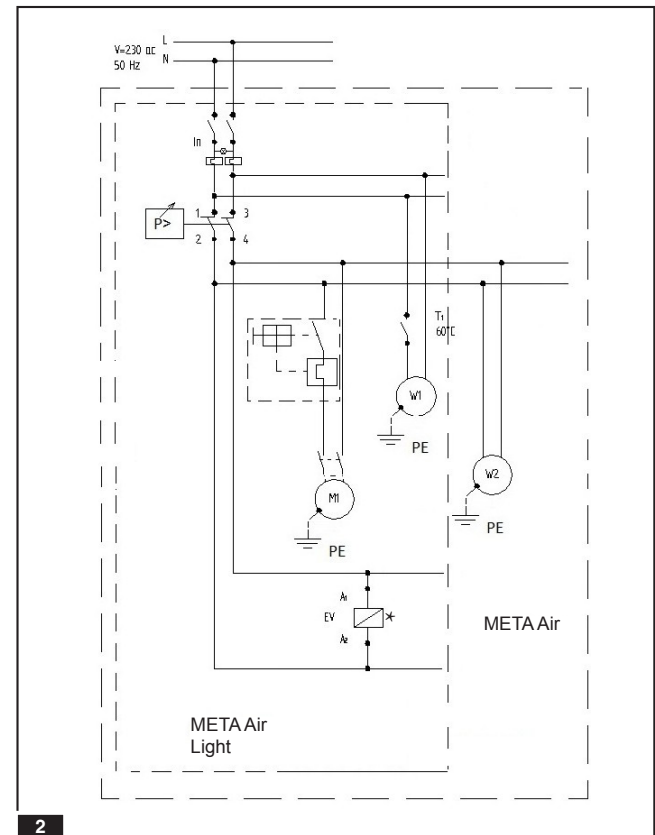 L
V=230 ac
N
50 Hz
In
P>
1
3
2
4
T1
60°C
W1
PE
W2
PE
M1
PE
A1
EV
A2
META Air
META Air
Light
2